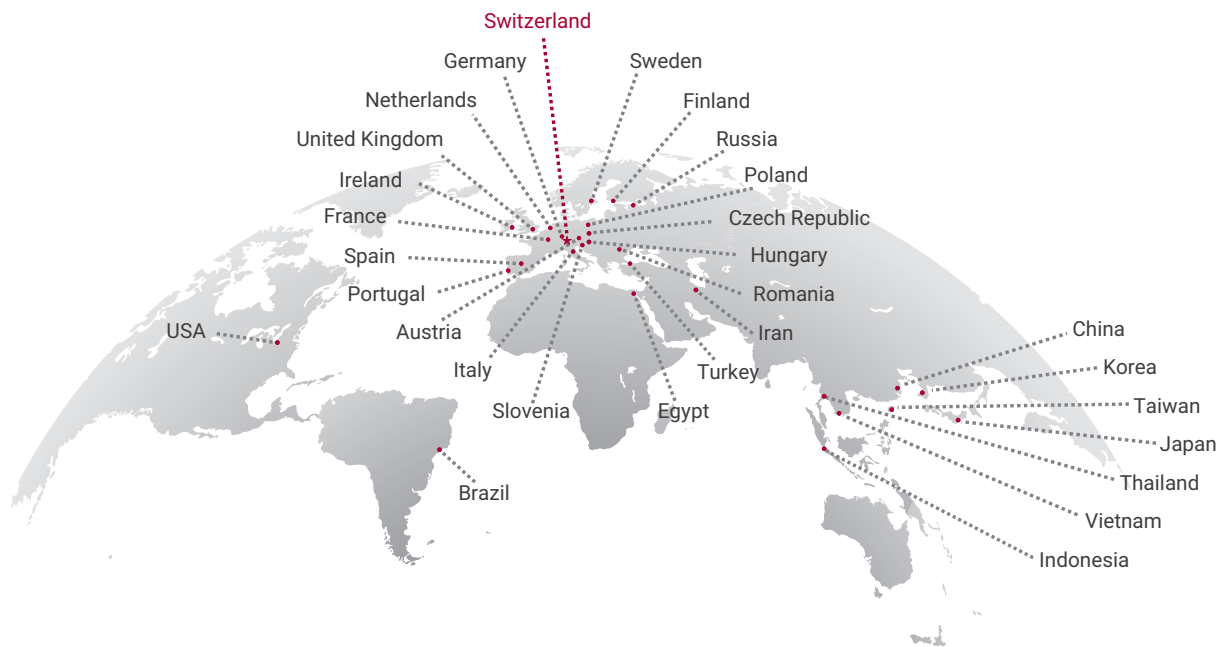 Switzerland
Germany
Sweden
Netherlands
Finland
United Kingdom
Russia
Ireland
Poland
France
Czech Republic
Spain
Hungary
Portugal
Romania
USA
Austria
Iran
China
Italy
Turkey
Korea
Slovenia
Egypt
Taiwan
Japan
Brazil
Thailand
Vietnam
Indonesia